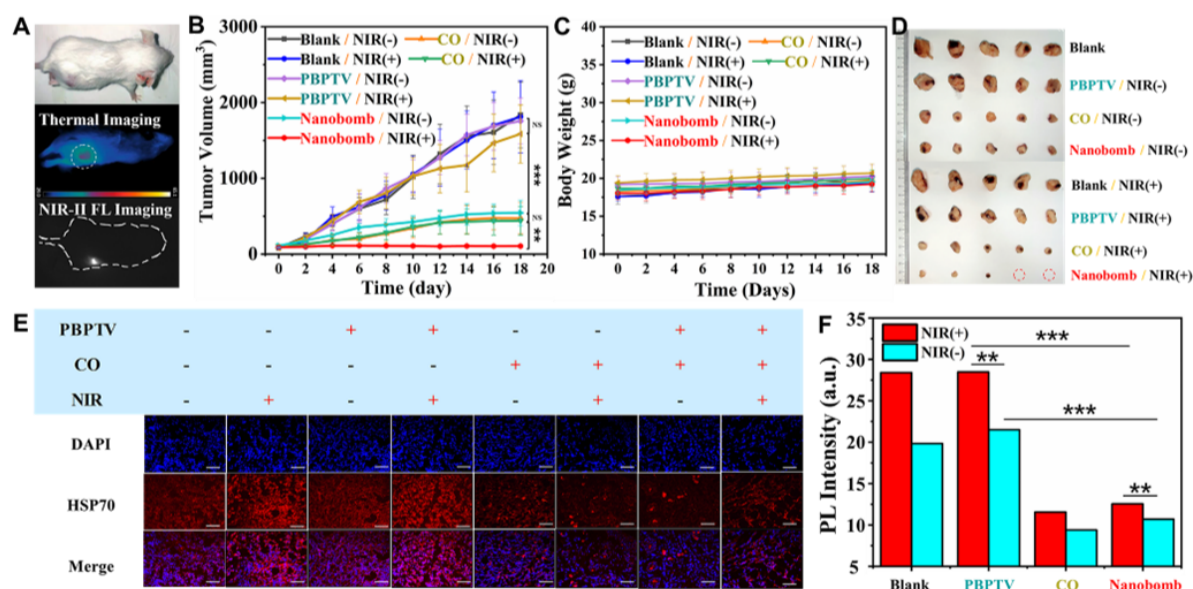 A
Thermal Imaging
NIR-II FL Imaging
B
Tumor Volume (mm³)
3000
2000
1000
0
Blank / NIR(-)
CO / NIR(-)
Blank / NIR(+)
CO / NIR(+)
PBPTV / NIR(-)
PBPTV / NIR(+)
Nanobomb / NIR(-)
Nanobomb / NIR(+)
NS
***
NS
**
0 2 4 6 8 10 12 14 16 18 20
Time (day)
C
Body Weight (g)
40
35
30
25
20
15
10
Blank / NIR(-)
CO / NIR(-)
Blank / NIR(+)
CO / NIR(+)
PBPTV / NIR(-)
PBPTV / NIR(+)
Nanobomb / NIR(-)
Nanobomb / NIR(+)
0 2 4 6 8 10 12 14 16 18
Time (Days)
D
Blank
PBPTV / NIR(-)
CO / NIR(-)
Nanobomb / NIR(-)
Blank / NIR(+)
PBPTV / NIR(+)
CO / NIR(+)
Nanobomb / NIR(+)
E
PBPTV - - + + - - + +
CO - - - - + + + +
NIR - + - + - + - +
DAPI
HSP70
Merge
F
PL Intensity (a.u.)
35
30
25
20
15
10
5
NIR(+)
NIR(-)
***
**
***
**
Blank PBPTV CO Nanobomb